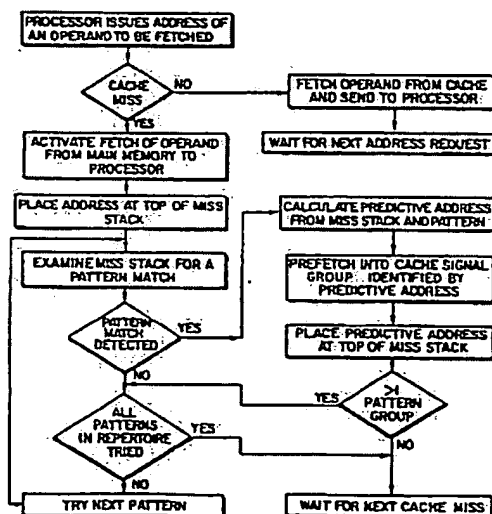 PROCESSOR ISSUES ADDRESS OF
AN OPERAND TO BE FETCHED
CACHE
MISS
NO
YES
FETCH OPERAND FROM CACHE
AND SEND TO PROCESSOR
WAIT FOR NEXT ADDRESS REQUEST
ACTIVATE FETCH OF OPERAND
FROM MAIN MEMORY TO
PROCESSOR
PLACE ADDRESS AT TOP OF MISS
STACK
EXAMINE MISS STACK FOR A
PATTERN MATCH
PATTERN
MATCH
DETECTED
YES
NO
CALCULATE PREDICTIVE ADDRESS
FROM MISS STACK AND PATTERN
PREFETCH INTO CACHE SIGNAL
GROUP IDENTIFIED BY
PREDICTIVE ADDRESS
PLACE PREDICTIVE ADDRESS
AT TOP OF MISS STACK
>1
PATTERN
GROUP
YES
NO
ALL
PATTERNS
IN REPERTOIRE
TRIED
YES
NO
TRY NEXT PATTERN
WAIT FOR NEXT CACHE MISS